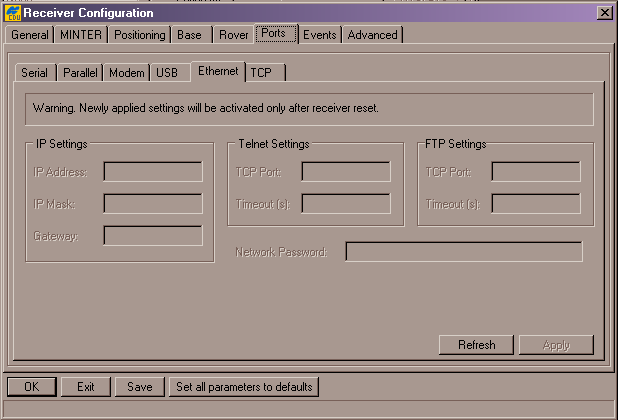 CDU Receiver Configuration
General MINTER Positioning Base Rover Ports Events Advanced
Serial Parallel Modem USB Ethernet TCP
Warning. Newly applied settings will be activated only after receiver reset.
IP Settings Telnet Settings FTP Settings
IP Address: TCP Port: TCP Port:
IP Mask: Timeout (s): Timeout (s):
Gateway: Network Password:
Refresh Apply
OK Exit Save Set all parameters to defaults